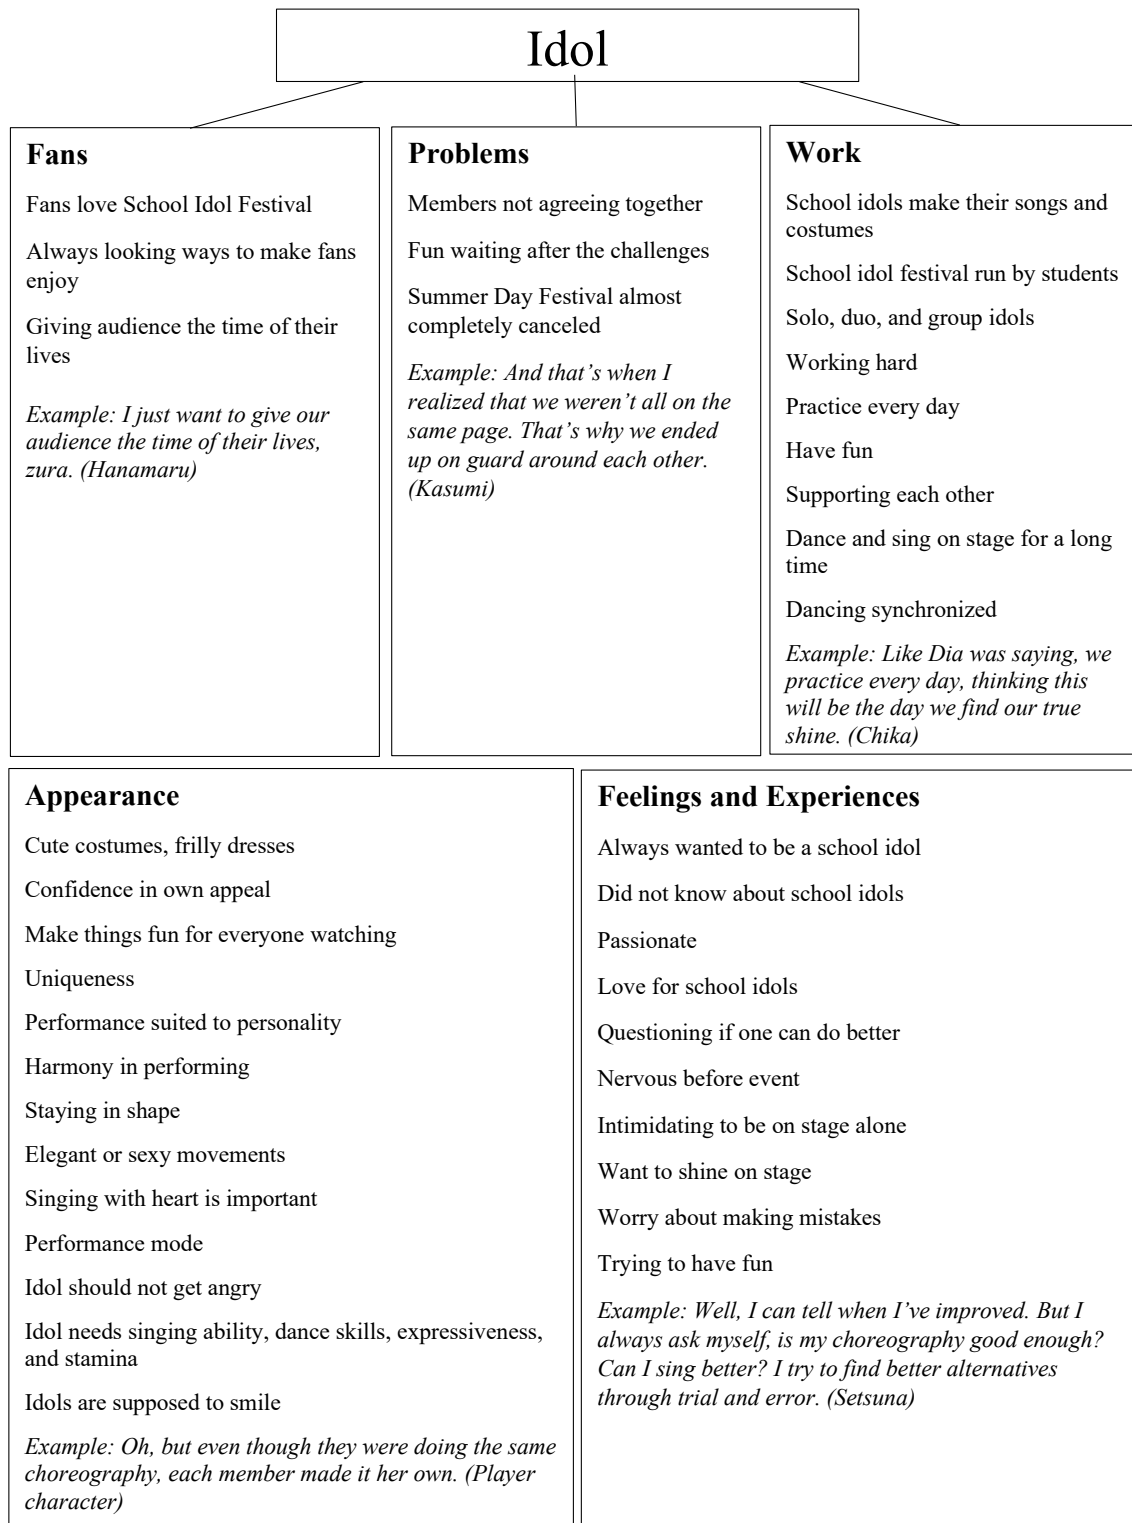 Idol
Fans
Fans love School Idol Festival
Always looking ways to make fans
enjoy
Giving audience the time of their
lives
Example: I just want to give our
audience the time of their lives,
zura. (Hanamaru)
Problems
Members not agreeing together
Fun waiting after the challenges
Summer Day Festival almost
completely canceled
Example: And that’s when I
realized that we weren’t all on the
same page. That’s why we ended
up on guard around each other.
(Kasumi)
Work
School idols make their songs and
costumes
School idol festival run by students
Solo, duo, and group idols
Working hard
Practice every day
Have fun
Supporting each other
Dance and sing on stage for a long
time
Dancing synchronized
Example: Like Dia was saying, we
practice every day, thinking this
will be the day we find our true
shine. (Chika)
Appearance
Cute costumes, frilly dresses
Confidence in own appeal
Make things fun for everyone watching
Uniqueness
Performance suited to personality
Harmony in performing
Staying in shape
Elegant or sexy movements
Singing with heart is important
Performance mode
Idol should not get angry
Idol needs singing ability, dance skills, expressiveness,
and stamina
Idols are supposed to smile
Example: Oh, but even though they were doing the same
choreography, each member made it her own. (Player
character)
Feelings and Experiences
Always wanted to be a school idol
Did not know about school idols
Passionate
Love for school idols
Questioning if one can do better
Nervous before event
Intimidating to be on stage alone
Want to shine on stage
Worry about making mistakes
Trying to have fun
Example: Well, I can tell when I’ve improved. But I
always ask myself, is my choreography good enough?
Can I sing better? I try to find better alternatives
through trial and error. (Setsuna)